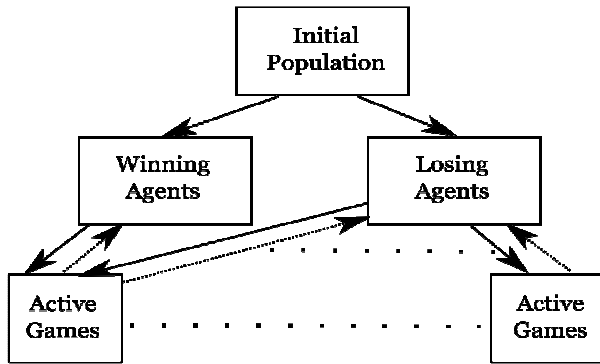 Initial
Population
Winning
Agents
Losing
Agents
Active
Games
Active
Games